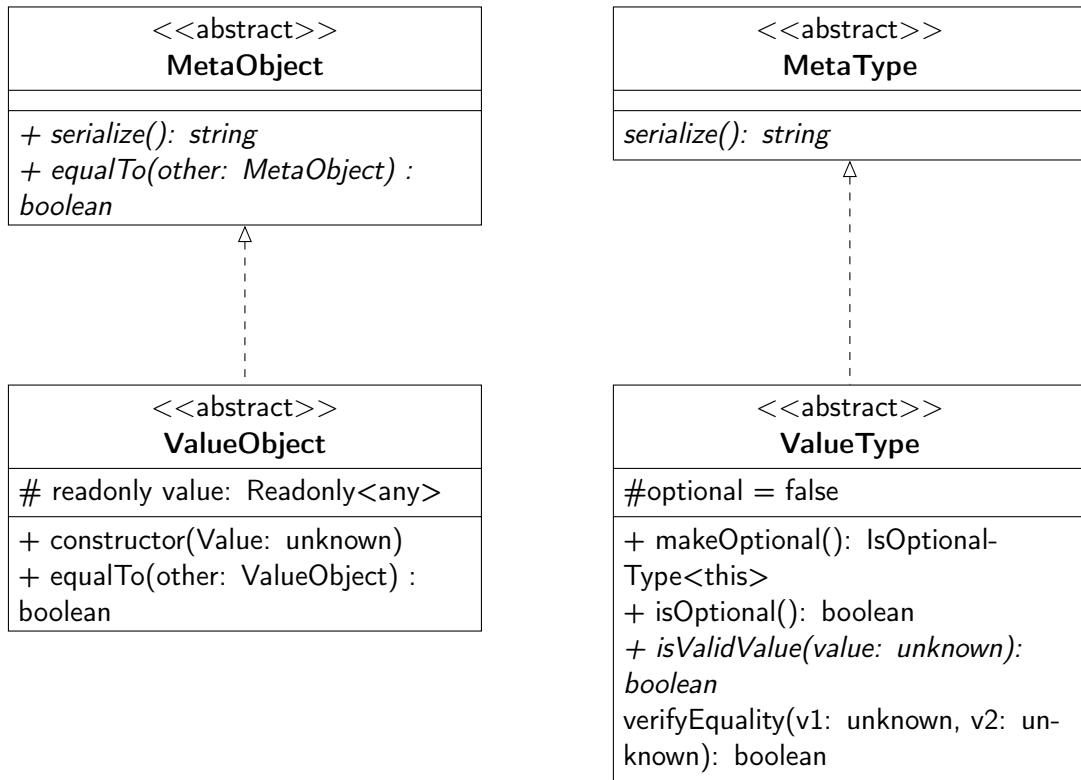 <<abstract>>
MetaObject
+ serialize(): string
+ equalTo(other: MetaObject) :
boolean
<<abstract>>
MetaType
serialize(): string
<<abstract>>
ValueObject
# readonly value: Readonly<any>
+ constructor(Value: unknown)
+ equalTo(other: ValueObject) :
boolean
<<abstract>>
ValueType
#optional = false
+ makeOptional(): IsOptional-
Type<this>
+ isOptional(): boolean
+ isValidValue(value: unknown):
boolean
verifyEquality(v1: unknown, v2: un-
known): boolean